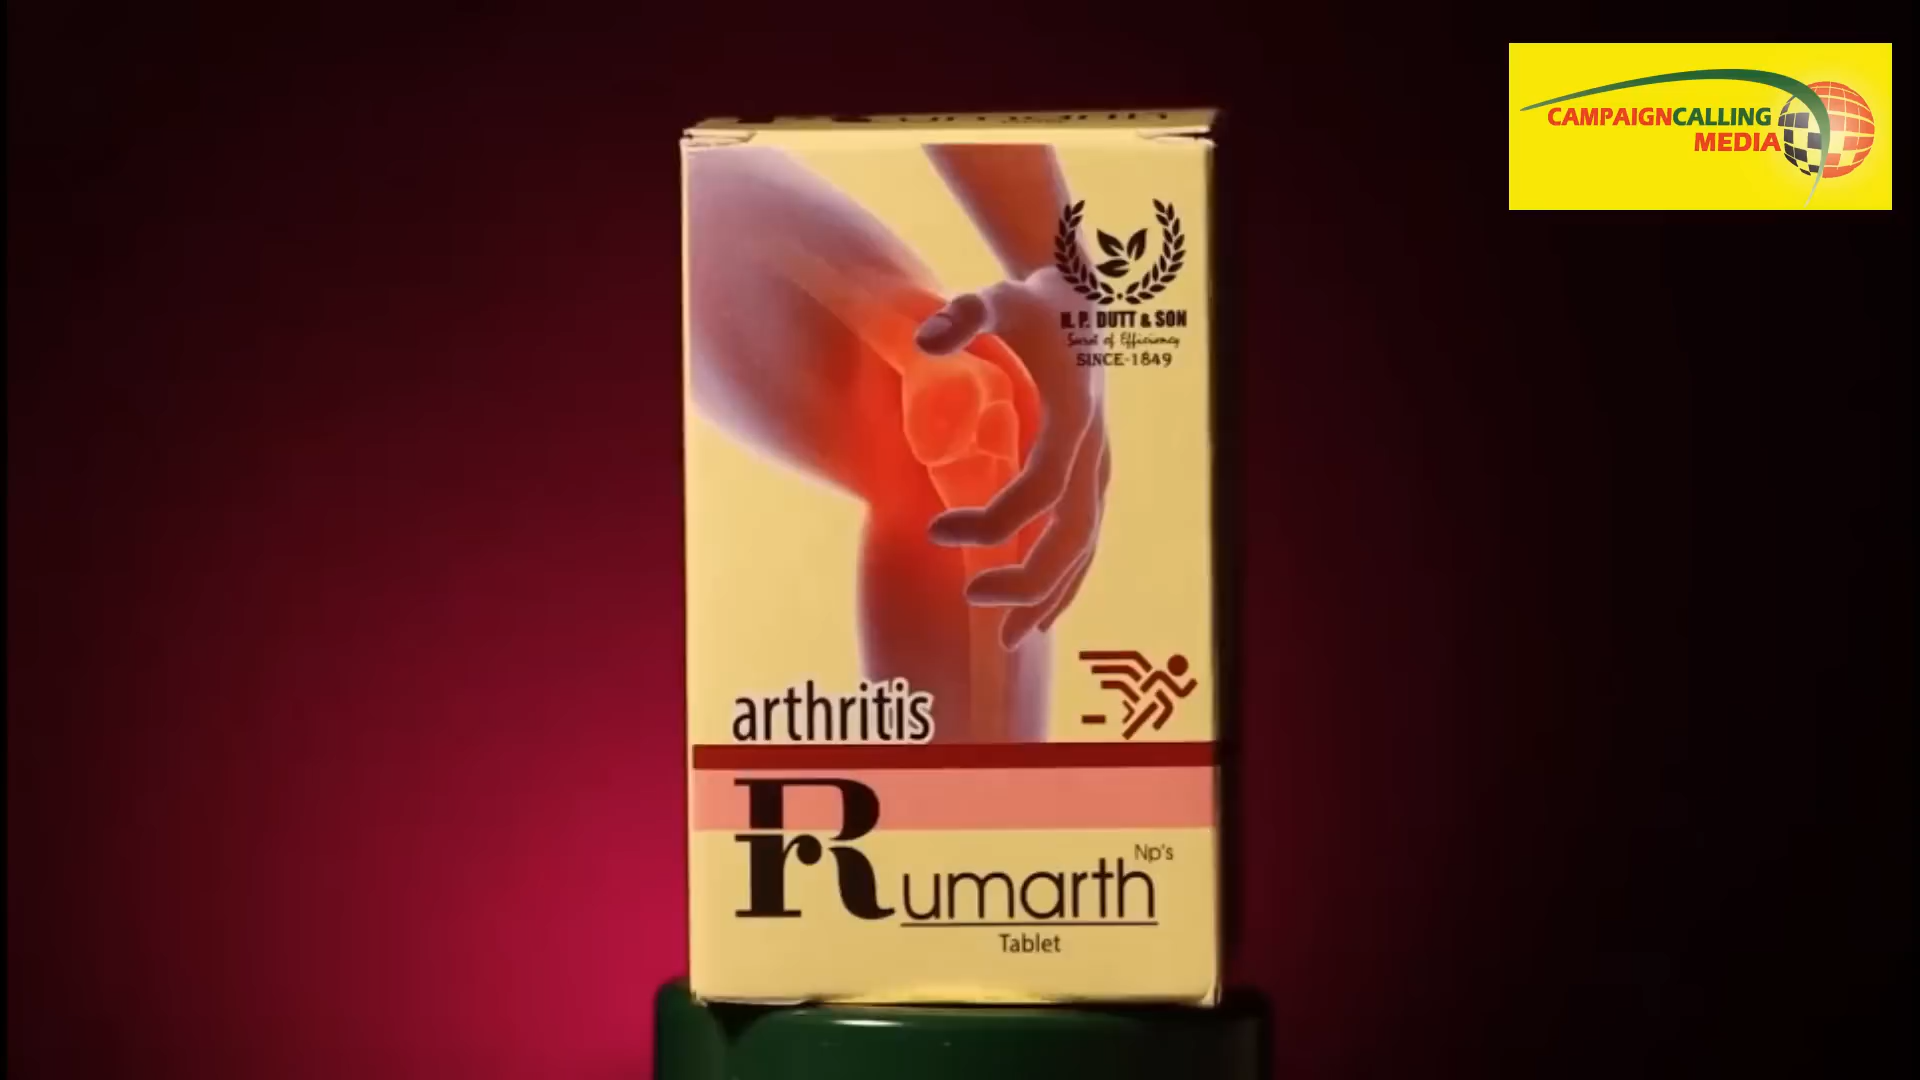 CAMPAIGNCALLING
MEDIA
N. P. DUTT & SON
Secret of Efficiency
SINCE-1849
arthritis
Rumarth
Np's
Tablet